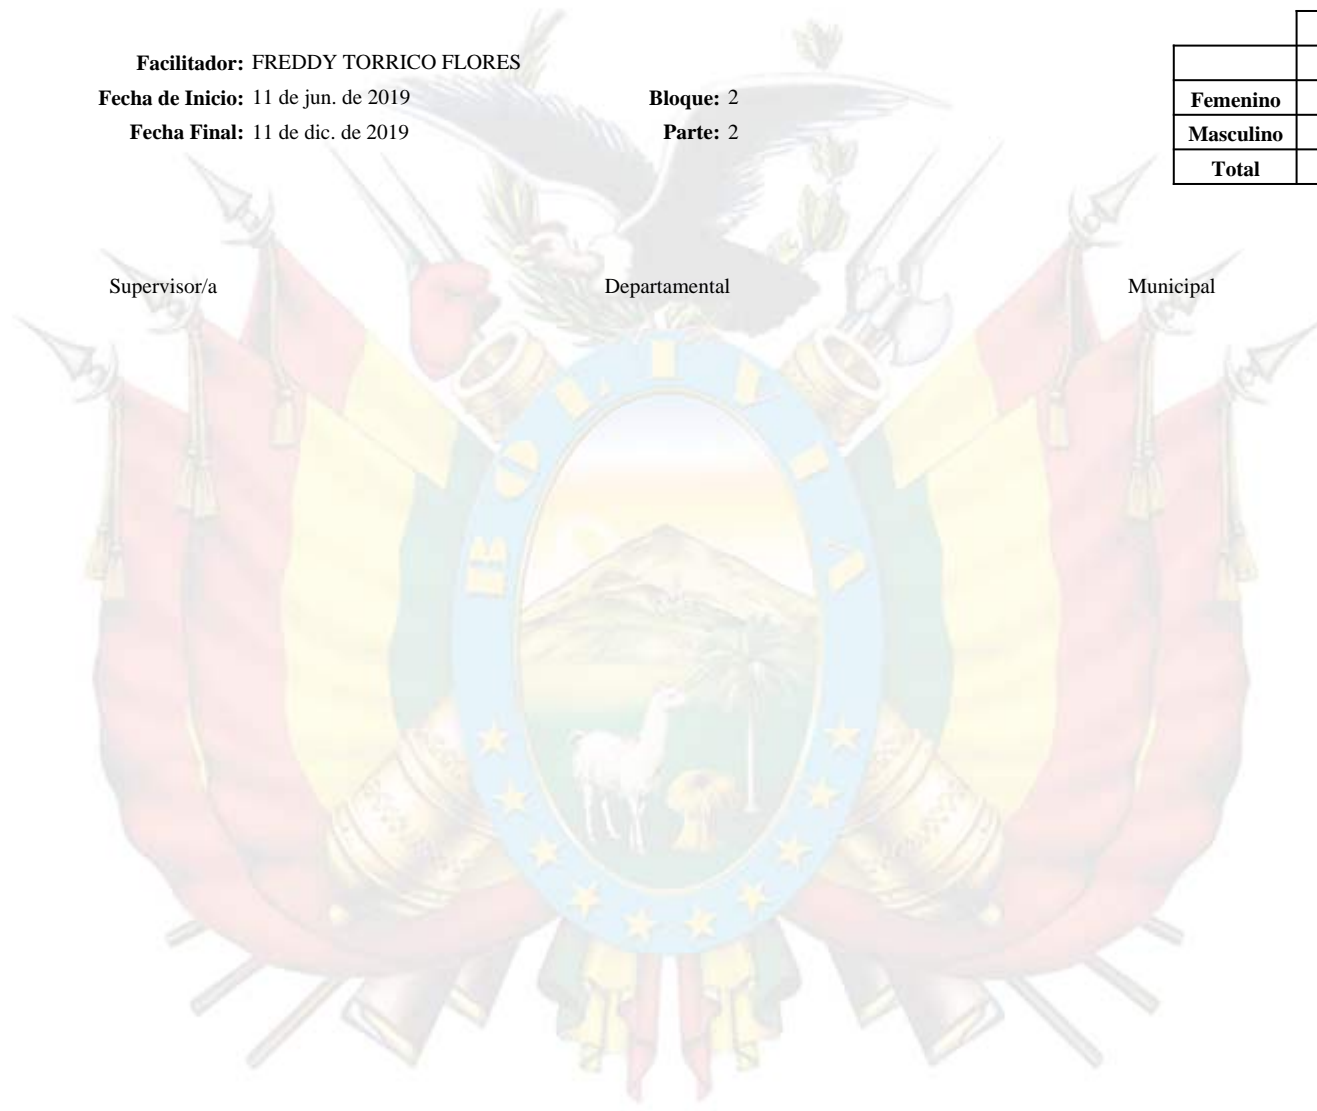 Facilitador: FREDDY TORRICO FLORES
Fecha de Inicio: 11 de jun. de 2019 Bloque: 2
Fecha Final: 11 de dic. de 2019 Parte: 2
Femenino
Masculino
Total
Supervisor/a Departamental Municipal
BOLIVIA